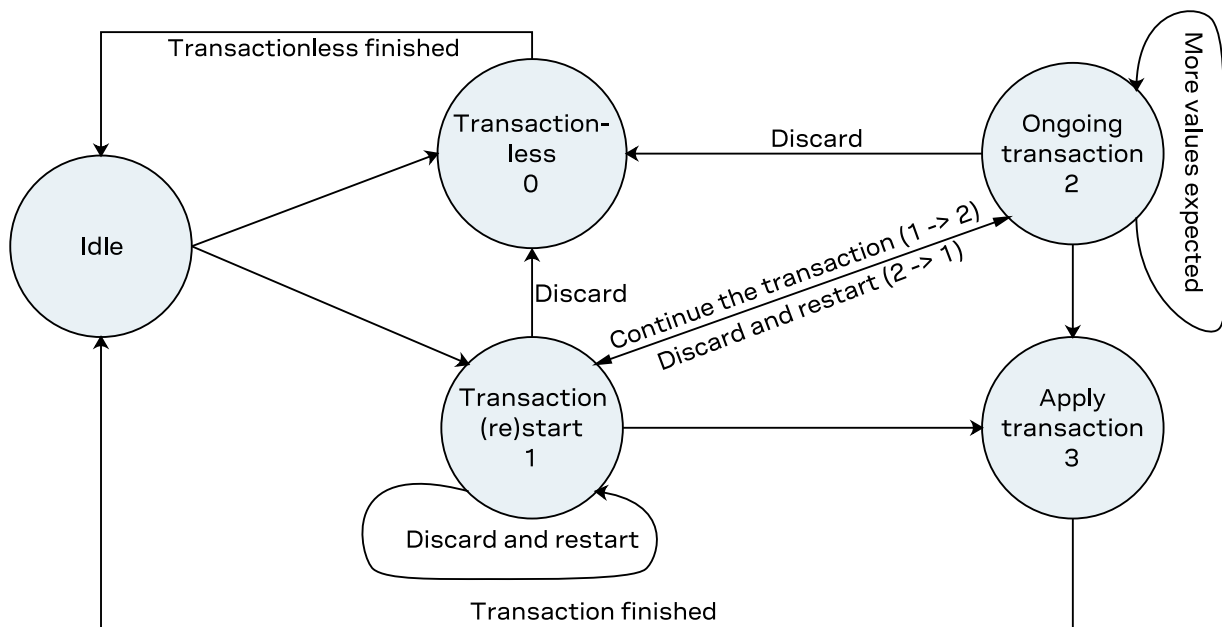 Transactionless finished
Transaction-
less
0
Ongoing
transaction
2
More values expected
Discard
Idle
Continue the transaction (1 -> 2)
Discard and restart (2 -> 1)
Discard
Transaction
(re)start
1
Apply
transaction
3
Discard and restart
Transaction finished